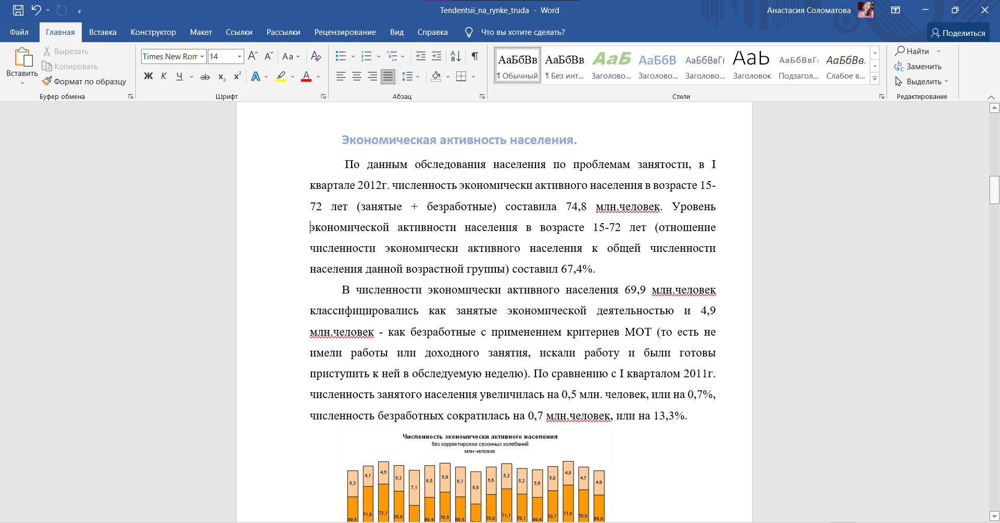 Tendentsii_na_rynke_truda - Word
Анастасия Соломатова
Файл Главная Вставка Конструктор Макет Ссылки Рассылки Рецензирование Вид Справка Что вы хотите сделать? Поделиться
Вставить
Вырезать
Копировать
Формат по образцу
Буфер обмена
Times New Ron 14
Шрифт
Абзац
АаБбВв АаБбВв АаБ АаБбВ АаБбВвГг АаЬ АаБбВвГг АаБбВв
¶ Обычный ¶ Без инт... Заголово... Заголово... Заголово... Заголовок Подзагол... Слабое в...
Стили
Найти
Заменить
Выделить
Редактирование
Экономическая активность населения.
По данным обследования населения по проблемам занятости, в I
квартале 2012г. численность экономически активного населения в возрасте 15-
72 лет (занятые + безработные) составила 74,8 млн.человек. Уровень
экономической активности населения в возрасте 15-72 лет (отношение
численности экономически активного населения к общей численности
населения данной возрастной группы) составил 67,4%.
В численности экономически активного населения 69,9 млн.человек
классифицировались как занятые экономической деятельностью и 4,9
млн.человек - как безработные с применением критериев МОТ (то есть не
имели работы или доходного занятия, искали работу и были готовы
приступить к ней в обследуемую неделю). По сравнению с I кварталом 2011г.
численность занятого населения увеличилась на 0,5 млн. человек, или на 0,7%,
численность безработных сократилась на 0,7 млн.человек, или на 13,3%.
Численность экономически активного населения
без корректировки сезонных колебаний
млн.человек
5,3 4,1 4,5 5,3 7,1 6,5 5,9 6,1 6,6 5,6 5,2 5,2 5,6 5,0 4,8 4,7 4,9
69,5 71,6 72,1 70,6 69,4 70,5 69,5 70,0 71,1 70,1 69,4 70,7 71,9 70,9 69,9